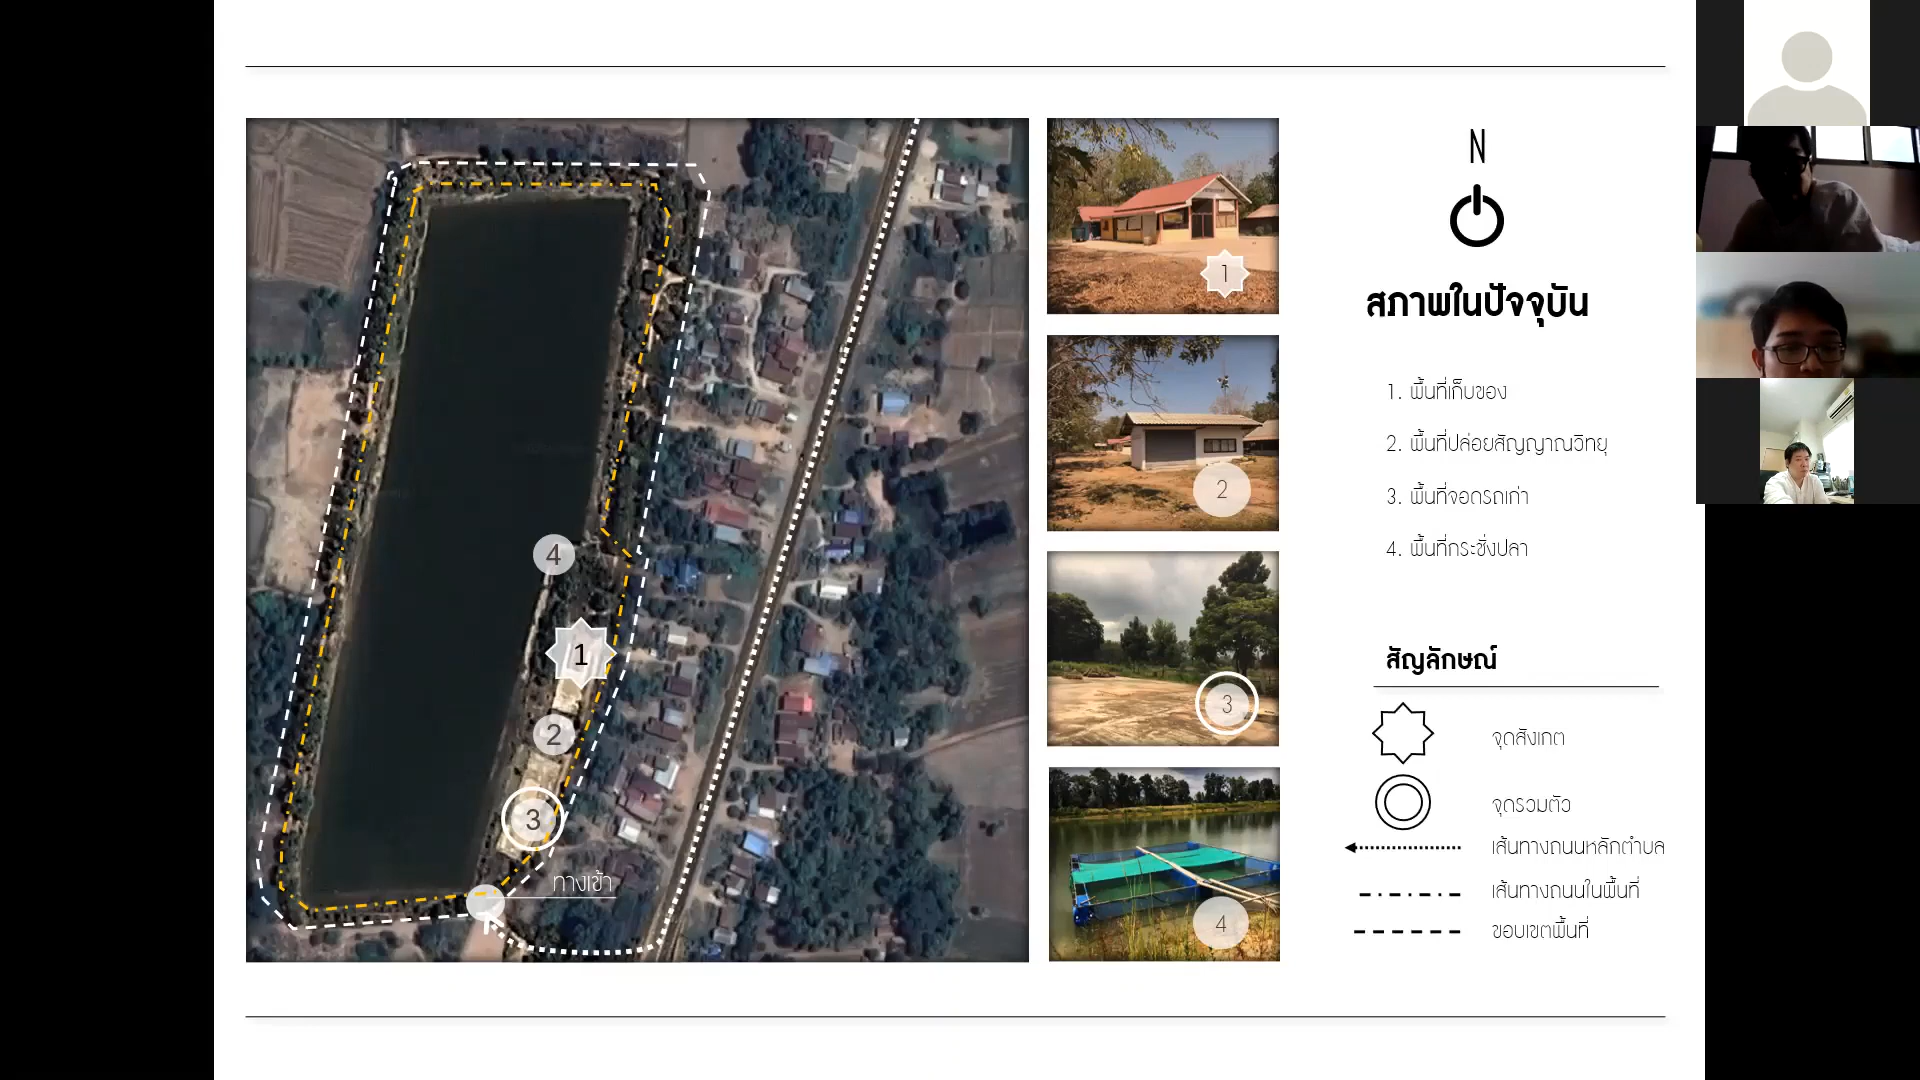 4
1
2
3
ทางเข้า
1
2
3
4
N
สภาพในปัจจุบัน
1. พื้นที่เก็บของ
2. พื้นที่ปล่อยสัญญาณวิทยุ
3. พื้นที่จอดรถเก่า
4. พื้นที่กระชังปลา
สัญลักษณ์
จุดสังเกต
จุดรวมตัว
เส้นทางถนนหลักตำบล
เส้นทางถนนในพื้นที่
ขอบเขตพื้นที่